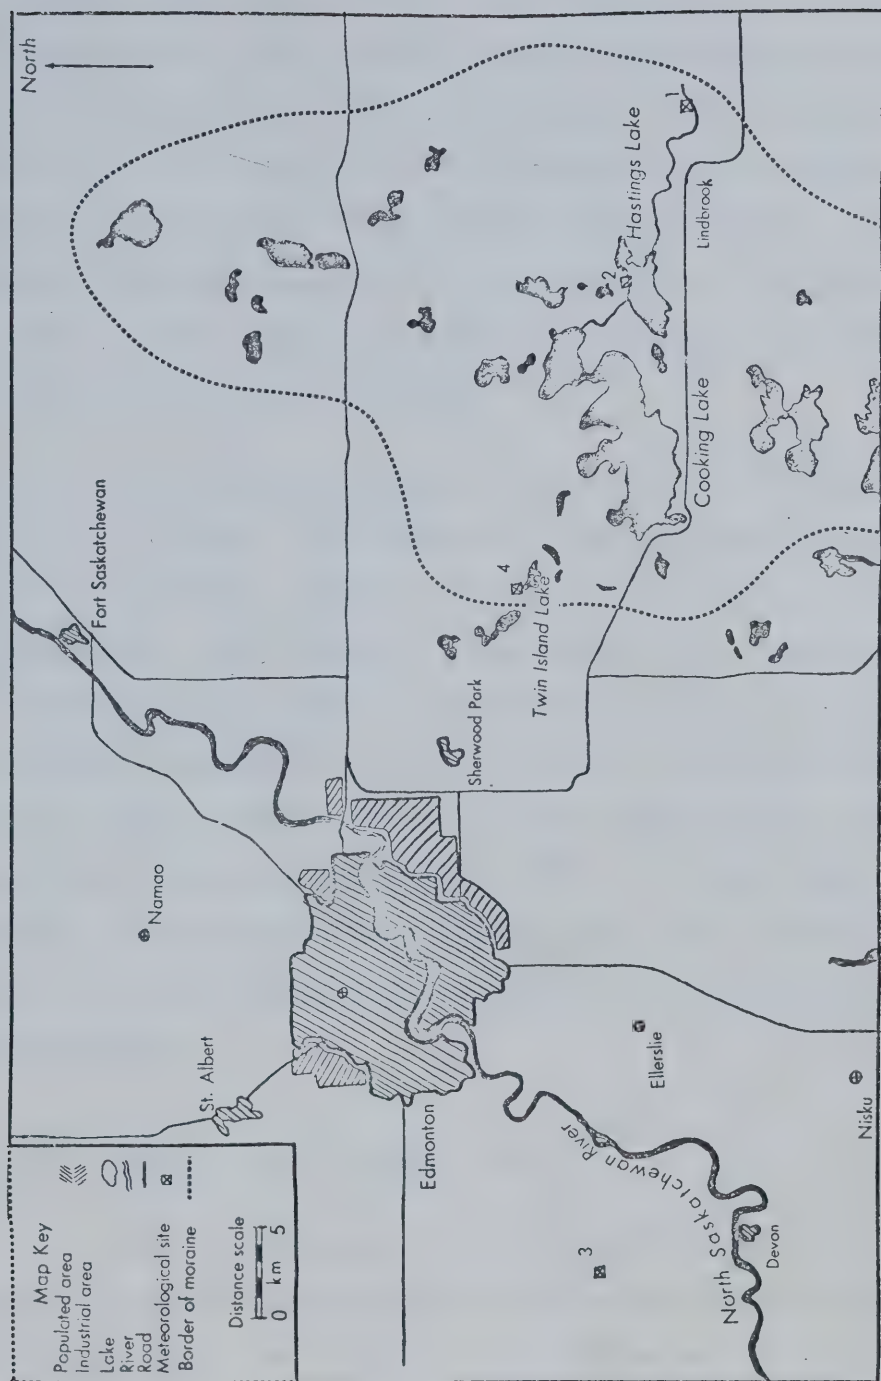 North
Map Key
Populated area
Industrial area
Lake
River
Road
Meteorological site
Border of moraine
Distance scale
0 km 5
St. Albert
Namao
Fort Saskatchewan
Edmonton
Sherwood Park
4
Twin Island Lake
Cooking Lake
2
Hastings Lake
1
Lindbrook
3
North Saskatchewan River
Devon
Ellerslie
Nisku